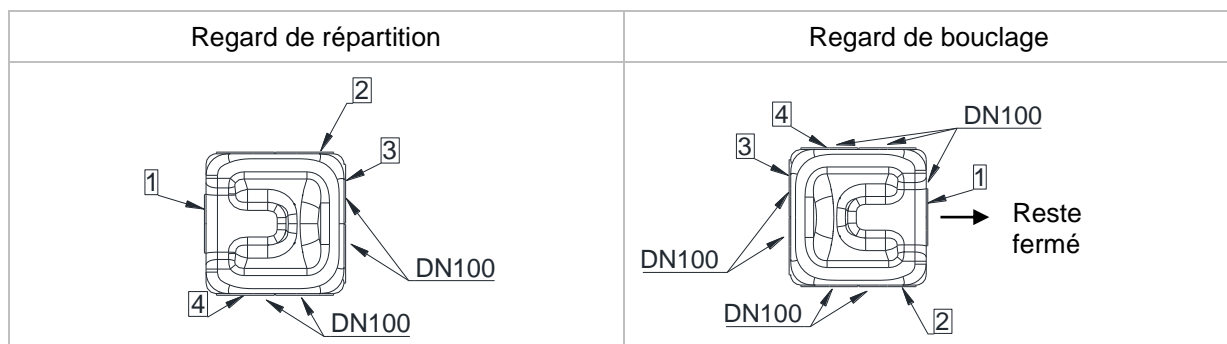 Regard de répartition
Regard de bouclage
2
3
1
DN100
4
DN100
4
DN100
3
1
Reste
fermé
DN100
DN100
2